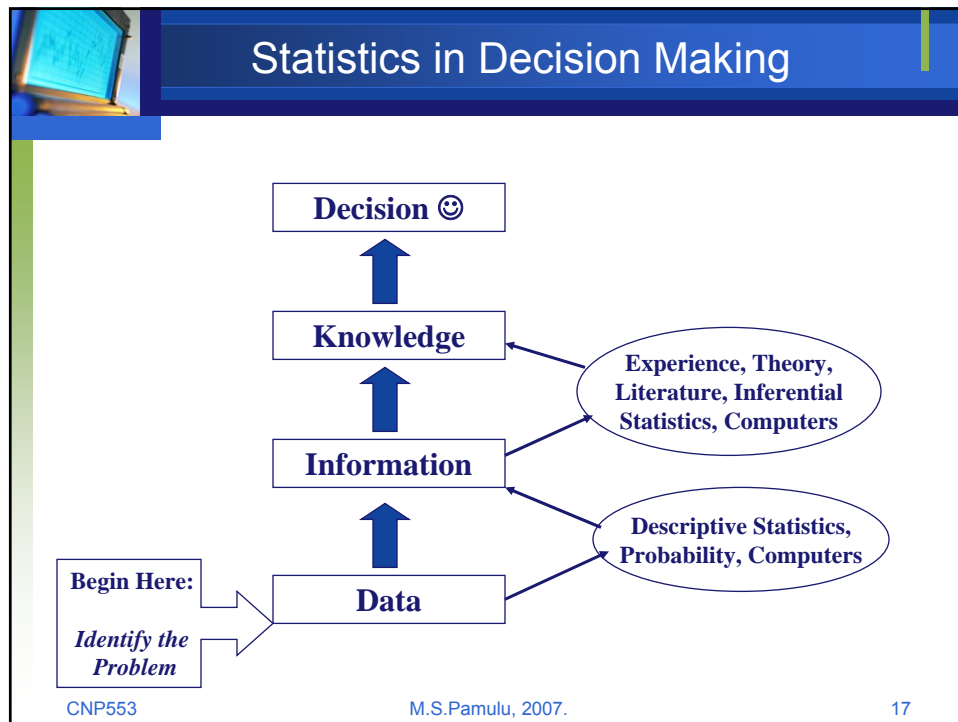 Statistics in Decision Making
Decision ☺
Knowledge
Experience, Theory,
Literature, Inferential
Statistics, Computers
Information
Descriptive Statistics,
Probability, Computers
Begin Here:
Identify the
Problem
Data
CNP553
M.S.Pamulu, 2007.
17